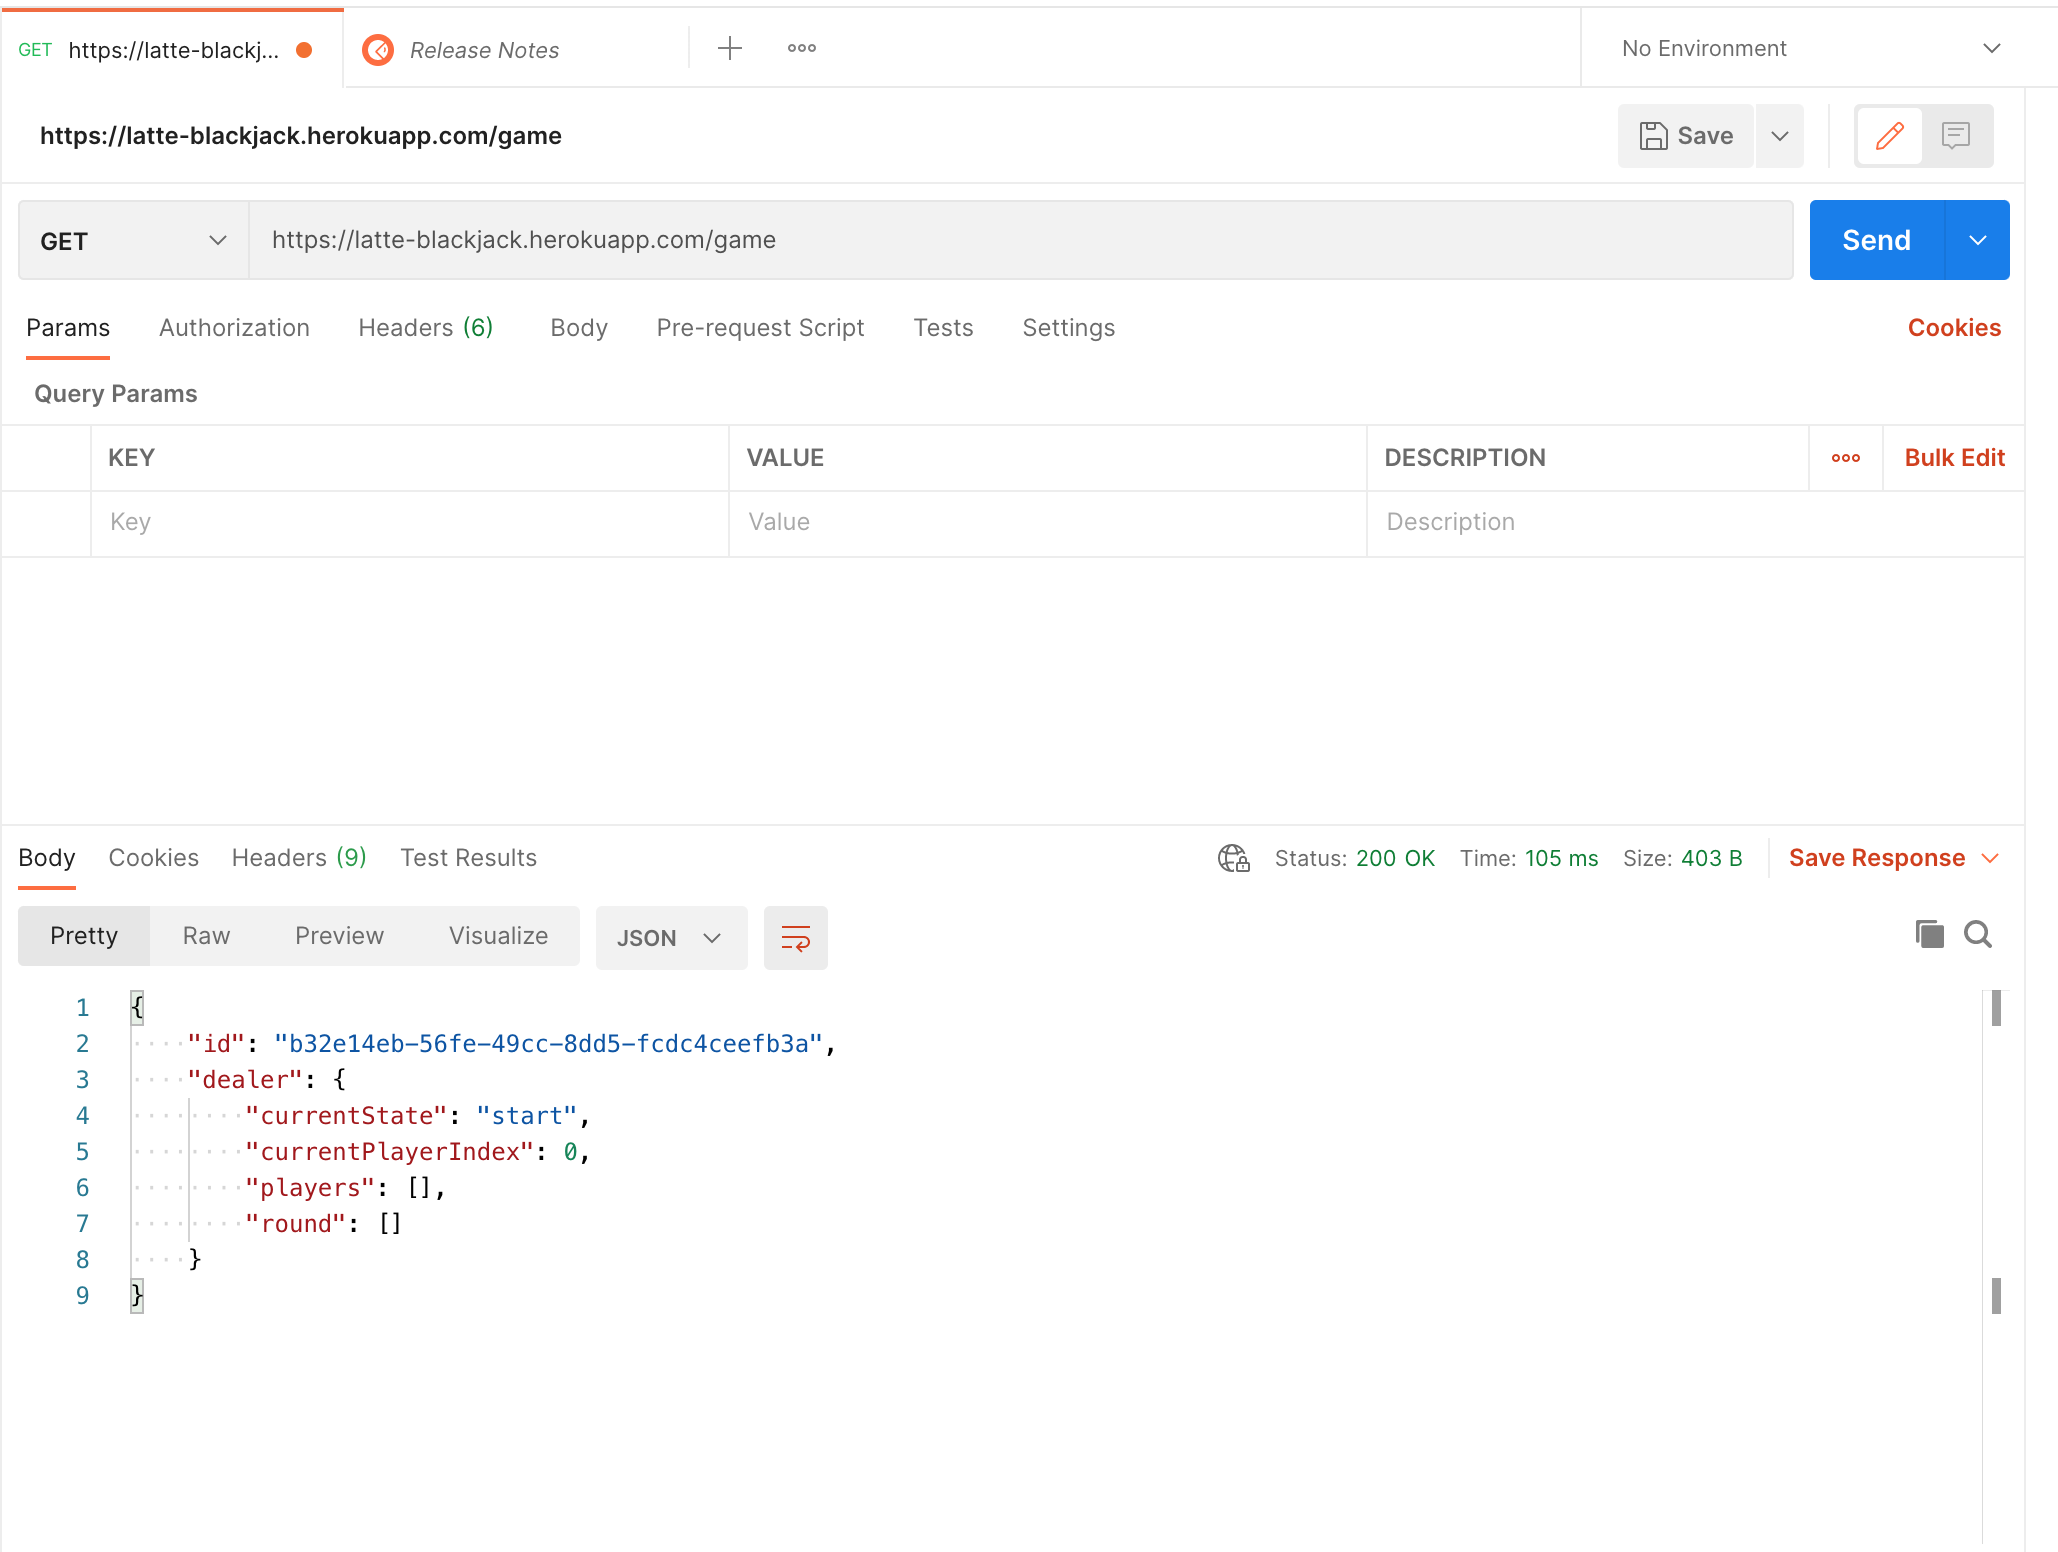 GET https://latte-blackj... Release Notes No Environment
https://latte-blackjack.herokuapp.com/game Save
GET https://latte-blackjack.herokuapp.com/game Send
Params Authorization Headers (6) Body Pre-request Script Tests Settings Cookies
Query Params
KEY VALUE DESCRIPTION Bulk Edit
Key Value Description
Body Cookies Headers (9) Test Results Status: 200 OK Time: 105 ms Size: 403 B Save Response
Pretty Raw Preview Visualize JSON
1 {
2 "id": "b32e14eb-56fe-49cc-8dd5-fcdc4ceefb3a",
3 "dealer": {
4 "currentState": "start",
5 "currentPlayerIndex": 0,
6 "players": [],
7 "round": []
8 }
9 }